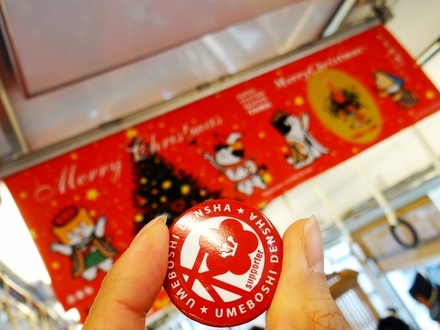 Merry Christmas
Merry Christmas
★ UMEBOSHI DENSHA ★ UMEBOSHI DENSHA
supporter